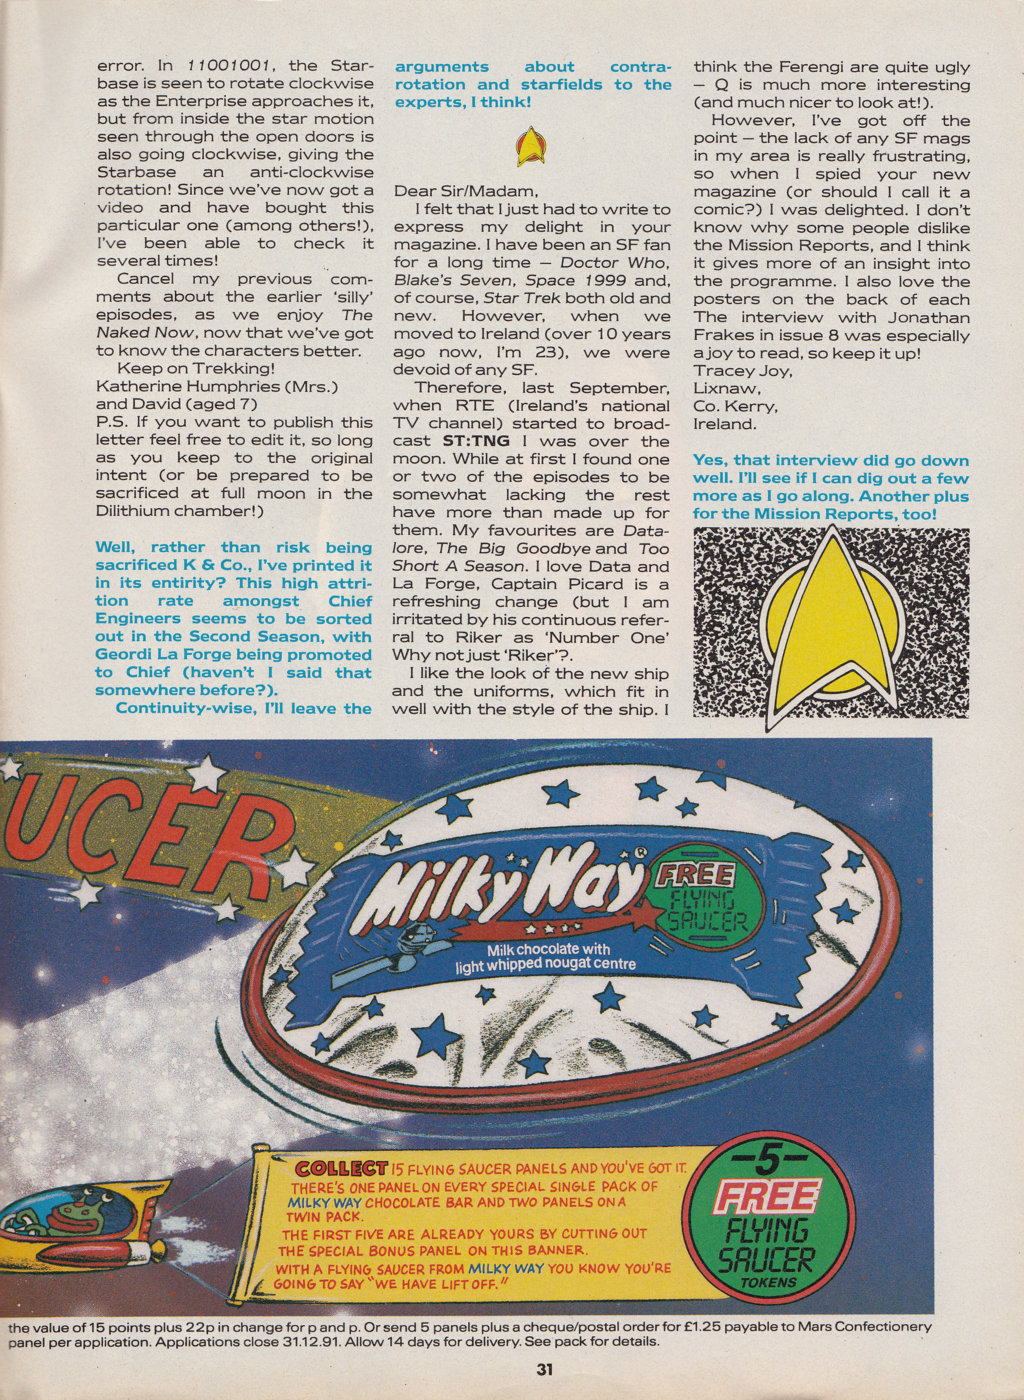 error. In 11001001, the Star-
base is seen to rotate clockwise
as the Enterprise approaches it,
but from inside the star motion
seen through the open doors is
also going clockwise, giving the
Starbase an anti-clockwise
rotation! Since we've now got a
video and have bought this
particular one (among others!),
I've been able to check it
several times!
Cancel my previous com-
ments about the earlier 'silly'
episodes, as we enjoy The
Naked Now, now that we've got
to know the characters better.
Keep on Trekking!
Katherine Humphries (Mrs.)
and David (aged 7)
P.S. If you want to publish this
letter feel free to edit it, so long
as you keep to the original
intent (or be prepared to be
sacrificed at full moon in the
Dilithium chamber!)
Well, rather than risk being
sacrificed K & Co., I've printed it
in its entirity? This high attri-
tion rate amongst Chief
Engineers seems to be sorted
out in the Second Season, with
Geordi La Forge being promoted
to Chief (haven't I said that
somewhere before?).
Continuity-wise, I'll leave the
arguments about contra-
rotation and starfields to the
experts, I think!
Dear Sir/Madam,
I felt that I just had to write to
express my delight in your
magazine. I have been an SF fan
for a long time — Doctor Who,
Blake's Seven, Space 1999 and,
of course, Star Trek both old and
new. However, when we
moved to Ireland (over 10 years
ago now, I'm 23), we were
devoid of any SF.
Therefore, last September,
when RTE (Ireland's national
TV channel) started to broad-
cast ST:TNG I was over the
moon. While at first I found one
or two of the episodes to be
somewhat lacking the rest
have more than made up for
them. My favourites are Data-
lore, The Big Goodbye and Too
Short A Season. I love Data and
La Forge, Captain Picard is a
refreshing change (but I am
irritated by his continuous refer-
ral to Riker as 'Number One'
Why not just 'Riker'?.
I like the look of the new ship
and the uniforms, which fit in
well with the style of the ship. I
think the Ferengi are quite ugly
— Q is much more interesting
(and much nicer to look at!).
However, I've got off the
point — the lack of any SF mags
in my area is really frustrating,
so when I spied your new
magazine (or should I call it a
comic?) I was delighted. I don't
know why some people dislike
the Mission Reports, and I think
it gives more of an insight into
the programme. I also love the
posters on the back of each
The interview with Jonathan
Frakes in issue 8 was especially
a joy to read, so keep it up!
Tracey Joy,
Lixnaw,
Co. Kerry,
Ireland.
Yes, that interview did go down
well. I'll see if I can dig out a few
more as I go along. Another plus
for the Mission Reports, too!
UCER
Milky Way®
FREE
FLYING
SAUCER
Milk chocolate with
light whipped nougat centre
COLLECT 15 FLYING SAUCER PANELS AND YOU'VE GOT IT.
THERE'S ONE PANEL ON EVERY SPECIAL SINGLE PACK OF
MILKY WAY CHOCOLATE BAR AND TWO PANELS ON A
TWIN PACK.
THE FIRST FIVE ARE ALREADY YOURS BY CUTTING OUT
THE SPECIAL BONUS PANEL ON THIS BANNER.
WITH A FLYING SAUCER FROM MILKY WAY YOU KNOW YOU'RE
GOING TO SAY "WE HAVE LIFT OFF."
—5—
FREE
FLYING
SAUCER
TOKENS
the value of 15 points plus 22p in change for p and p. Or send 5 panels plus a cheque/postal order for £1.25 payable to Mars Confectionery
panel per application. Applications close 31.12.91. Allow 14 days for delivery. See pack for details.
31